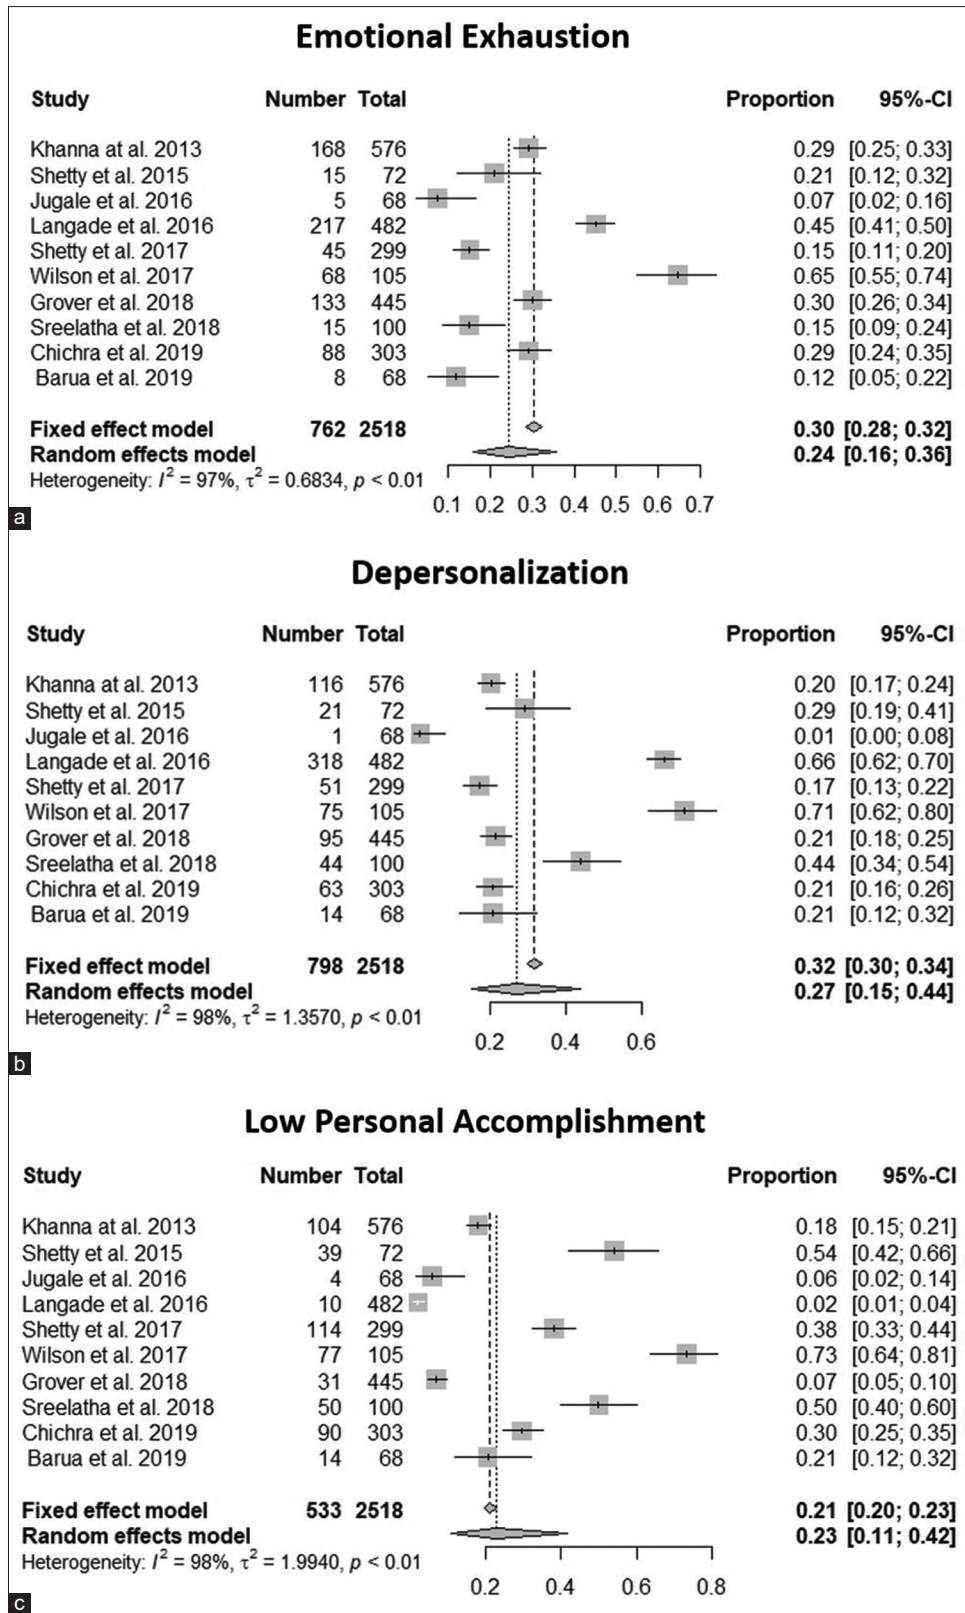 Emotional Exhaustion
Study Number Total Proportion 95%-CI
Khanna at al. 2013 168 576 0.29 [0.25; 0.33]
Shetty et al. 2015 15 72 0.21 [0.12; 0.32]
Jugale et al. 2016 5 68 0.07 [0.02; 0.16]
Langade et al. 2016 217 482 0.45 [0.41; 0.50]
Shetty et al. 2017 45 299 0.15 [0.11; 0.20]
Wilson et al. 2017 68 105 0.65 [0.55; 0.74]
Grover et al. 2018 133 445 0.30 [0.26; 0.34]
Sreelatha et al. 2018 15 100 0.15 [0.09; 0.24]
Chichra et al. 2019 88 303 0.29 [0.24; 0.35]
Barua et al. 2019 8 68 0.12 [0.05; 0.22]
Fixed effect model 762 2518 0.30 [0.28; 0.32]
Random effects model 0.24 [0.16; 0.36]
Heterogeneity: I² = 97%, τ² = 0.6834, p < 0.01
0.1 0.2 0.3 0.4 0.5 0.6 0.7
a
Depersonalization
Study Number Total Proportion 95%-CI
Khanna at al. 2013 116 576 0.20 [0.17; 0.24]
Shetty et al. 2015 21 72 0.29 [0.19; 0.41]
Jugale et al. 2016 1 68 0.01 [0.00; 0.08]
Langade et al. 2016 318 482 0.66 [0.62; 0.70]
Shetty et al. 2017 51 299 0.17 [0.13; 0.22]
Wilson et al. 2017 75 105 0.71 [0.62; 0.80]
Grover et al. 2018 95 445 0.21 [0.18; 0.25]
Sreelatha et al. 2018 44 100 0.44 [0.34; 0.54]
Chichra et al. 2019 63 303 0.21 [0.16; 0.26]
Barua et al. 2019 14 68 0.21 [0.12; 0.32]
Fixed effect model 798 2518 0.32 [0.30; 0.34]
Random effects model 0.27 [0.15; 0.44]
Heterogeneity: I² = 98%, τ² = 1.3570, p < 0.01
0.2 0.4 0.6
b
Low Personal Accomplishment
Study Number Total Proportion 95%-CI
Khanna at al. 2013 104 576 0.18 [0.15; 0.21]
Shetty et al. 2015 39 72 0.54 [0.42; 0.66]
Jugale et al. 2016 4 68 0.06 [0.02; 0.14]
Langade et al. 2016 10 482 0.02 [0.01; 0.04]
Shetty et al. 2017 114 299 0.38 [0.33; 0.44]
Wilson et al. 2017 77 105 0.73 [0.64; 0.81]
Grover et al. 2018 31 445 0.07 [0.05; 0.10]
Sreelatha et al. 2018 50 100 0.50 [0.40; 0.60]
Chichra et al. 2019 90 303 0.30 [0.25; 0.35]
Barua et al. 2019 14 68 0.21 [0.12; 0.32]
Fixed effect model 533 2518 0.21 [0.20; 0.23]
Random effects model 0.23 [0.11; 0.42]
Heterogeneity: I² = 98%, τ² = 1.9940, p < 0.01
0.2 0.4 0.6 0.8
c